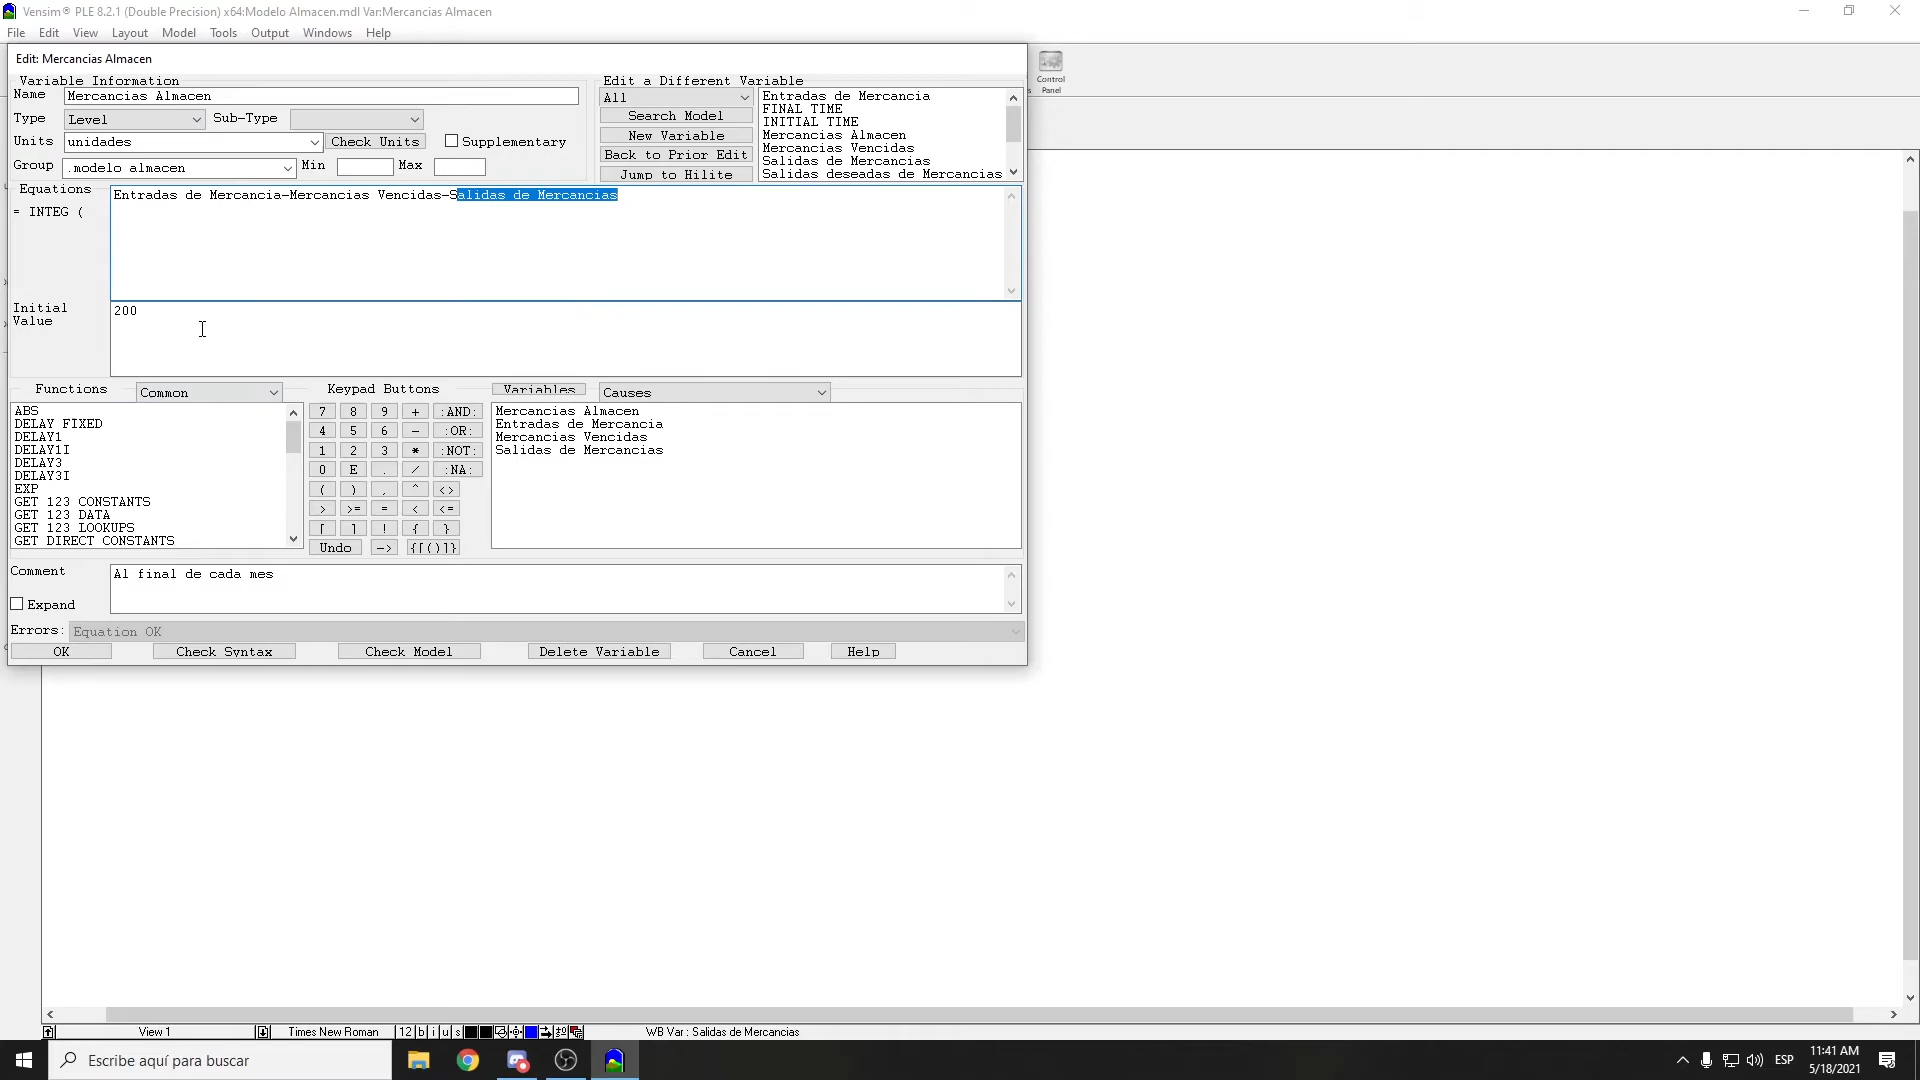 Vensim® PLE 8.2.1 (Double Precision) x64:Modelo Almacen.mdl Var:Mercancias Almacen
File Edit View Layout Model Tools Output Windows Help
Edit: Mercancias Almacen
Variable Information
Name Mercancias Almacen
Type Level Sub-Type
Units unidades Check Units Supplementary
Group .modelo almacen Min Max
Edit a Different Variable
All
Search Model
New Variable
Back to Prior Edit
Jump to Hilite
Entradas de Mercancia
FINAL TIME
INITIAL TIME
Mercancias Almacen
Mercancias Vencidas
Salidas de Mercancias
Salidas deseadas de Mercancias
Control
Panel
Equations
= INTEG (
Entradas de Mercancia-Mercancias Vencidas-Salidas de Mercancias
Initial
Value
200
Functions Common
ABS
DELAY FIXED
DELAY1
DELAY1I
DELAY3
DELAY3I
EXP
GET 123 CONSTANTS
GET 123 DATA
GET 123 LOOKUPS
GET DIRECT CONSTANTS
Keypad Buttons
7 8 9 + :AND:
4 5 6 - :OR:
1 2 3 * :NOT:
0 E . / :NA:
( ) , ^ <>
> >= = < <=
[ ] ! { }
Undo -> {[()]}
Variables Causes
Mercancias Almacen
Entradas de Mercancia
Mercancias Vencidas
Salidas de Mercancias
Comment
Al final de cada mes
Expand
Errors: Equation OK
OK Check Syntax Check Model Delete Variable Cancel Help
View 1 Times New Roman 12 b i u s WB Var : Salidas de Mercancias
Escribe aquí para buscar
ESP
11:41 AM
5/18/2021